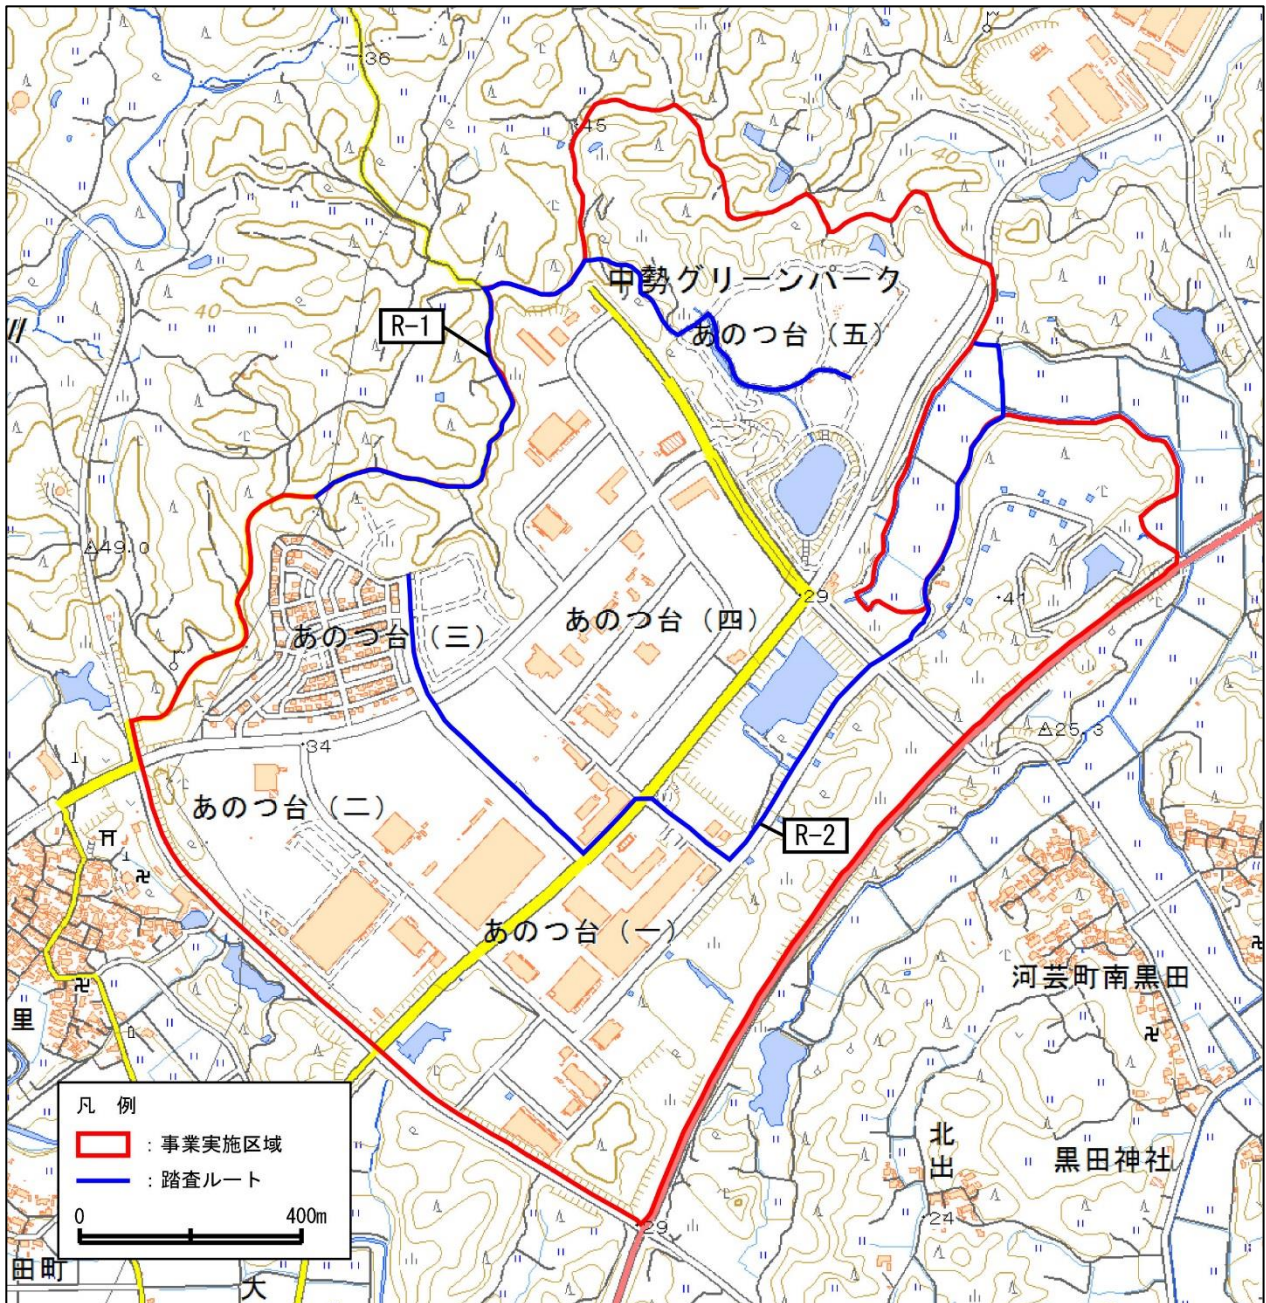 36
45
40
中勢グリーンパーク
あのつ台(五)
R-1
40
49.0
29
41
あのつ台(四)
あのつ台(三)
34
25.3
あのつ台(二)
R-2
あのつ台(一)
河芸町南黒田
里
凡 例
:事業実施区域
:踏査ルート
0 400m
北出
黒田神社
24
29
田町
大